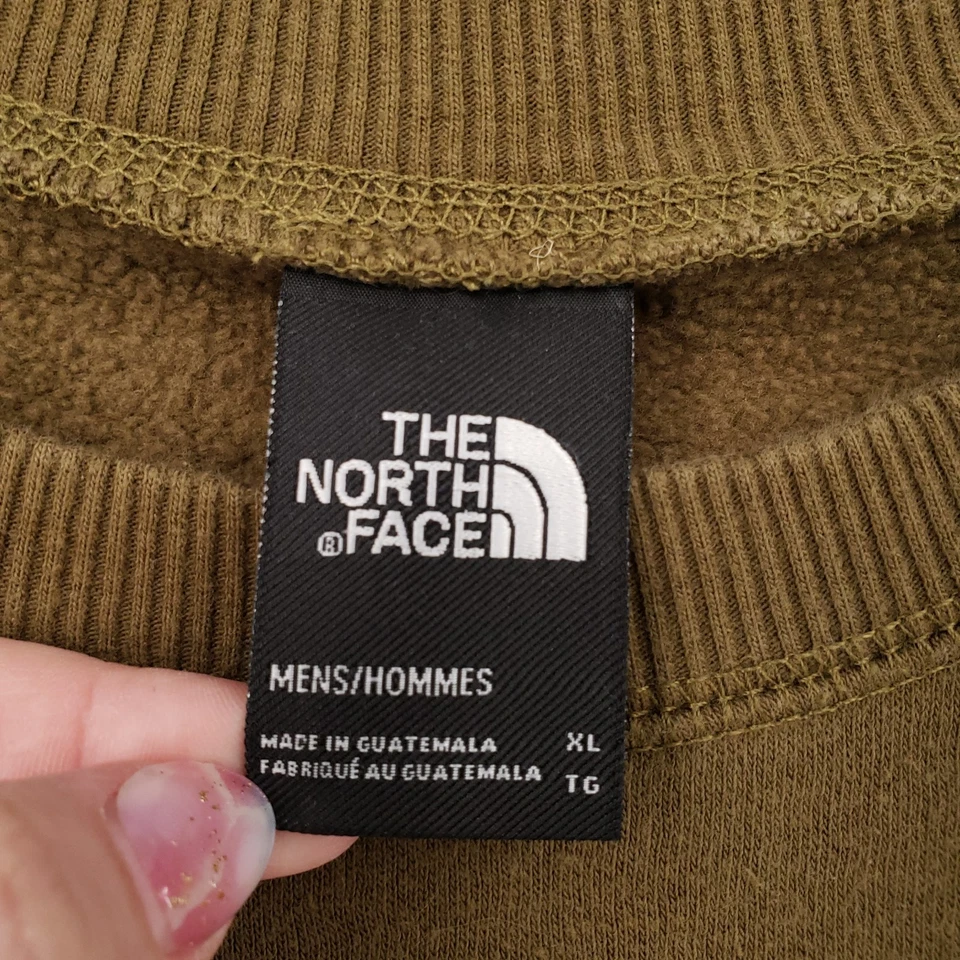 THE
NORTH
®FACE
MENS/HOMMES
MADE IN GUATEMALA XL
FABRIQUÉ AU GUATEMALA TG